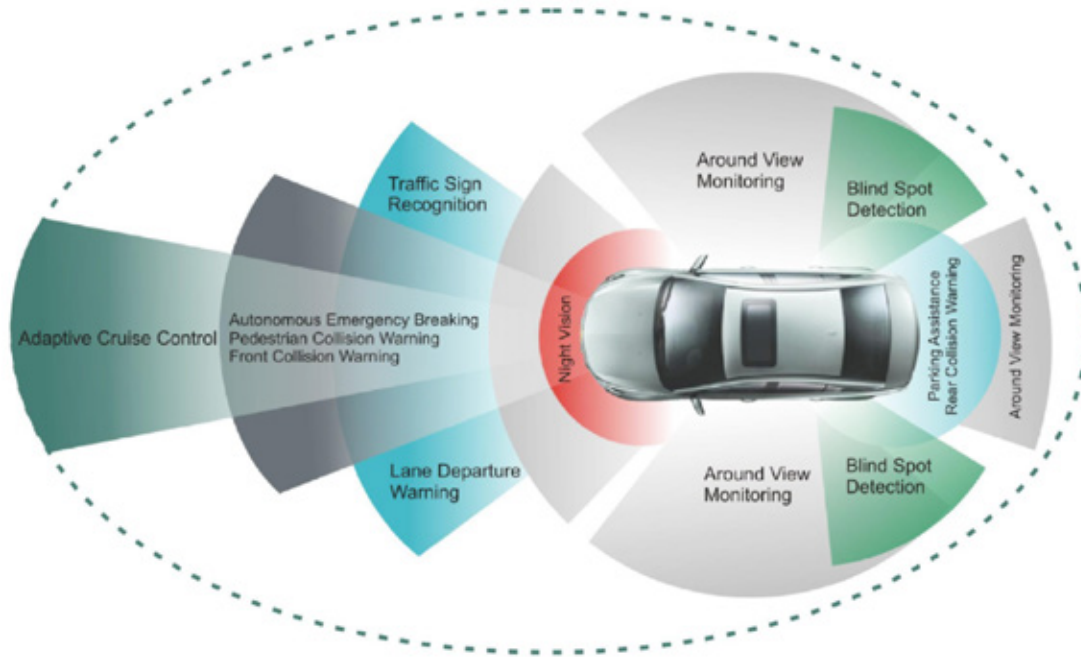 Around View
Monitoring
Traffic Sign
Recognition
Blind Spot
Detection
Adaptive Cruise Control
Autonomous Emergency Breaking
Pedestrian Collision Warning
Front Collision Warning
Night Vision
Parking Assistance
Rear Collision Warning
Around View Monitoring
Lane Departure
Warning
Around View
Monitoring
Blind Spot
Detection